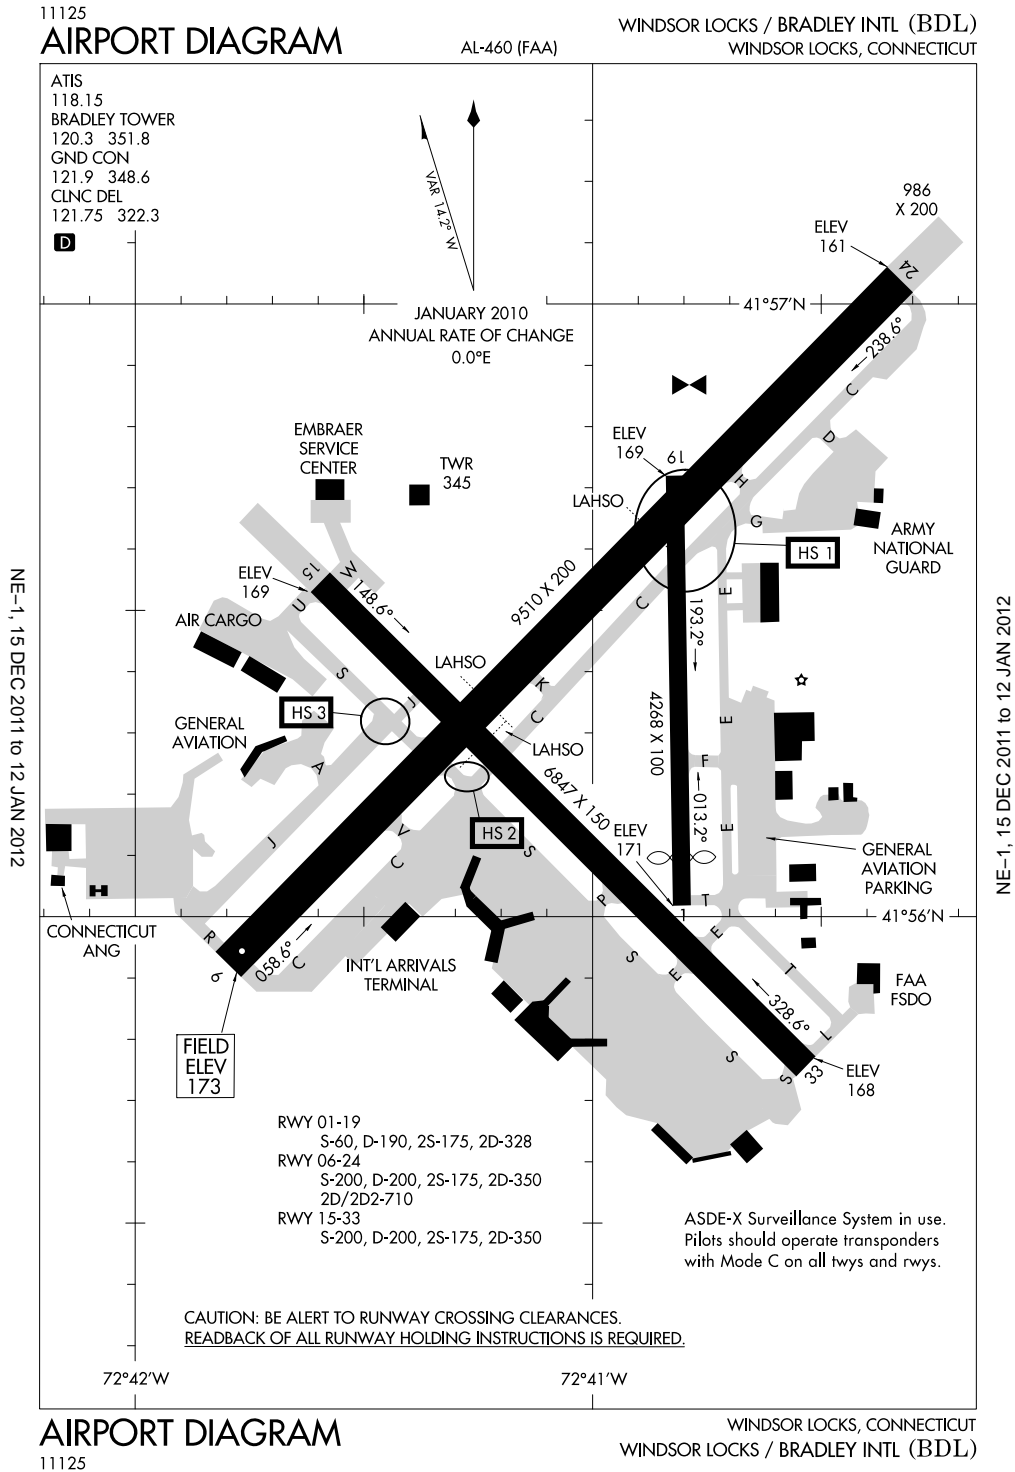 11125
AIRPORT DIAGRAM
AL-460 (FAA)
WINDSOR LOCKS / BRADLEY INTL (BDL)
WINDSOR LOCKS, CONNECTICUT
ATIS
118.15
BRADLEY TOWER
120.3 351.8
GND CON
121.9 348.6
CLNC DEL
121.75 322.3
D
VAR 14.2° W
JANUARY 2010
ANNUAL RATE OF CHANGE
0.0°E
986
X 200
ELEV
161
24
41°57'N
238.6°
C
D
H
G
EMBRAER
SERVICE
CENTER
TWR
345
ELEV
169
19
LAHSO
HS 1
ARMY
NATIONAL
GUARD
ELEV
169
15
W
148.6°
U
9510 X 200
C
E
193.2°
E
AIR CARGO
S
LAHSO
K
J
C
HS 3
GENERAL
AVIATION
A
LAHSO
4268 X 100
E
F
6847 X 150
013.2°
HS 2
V
C
J
S
ELEV
171
E
GENERAL
AVIATION
PARKING
P
1
T
41°56'N
CONNECTICUT
ANG
R
6
058.6°
C
INT'L ARRIVALS
TERMINAL
S
E
E
T
328.6°
FAA
FSDO
FIELD
ELEV
173
S
S
33
T
ELEV
168
RWY 01-19
S-60, D-190, 2S-175, 2D-328
RWY 06-24
S-200, D-200, 2S-175, 2D-350
2D/2D2-710
RWY 15-33
S-200, D-200, 2S-175, 2D-350
ASDE-X Surveillance System in use.
Pilots should operate transponders
with Mode C on all twys and rwys.
CAUTION: BE ALERT TO RUNWAY CROSSING CLEARANCES.
READBACK OF ALL RUNWAY HOLDING INSTRUCTIONS IS REQUIRED.
72°42'W
72°41'W
NE-1, 15 DEC 2011 to 12 JAN 2012
NE-1, 15 DEC 2011 to 12 JAN 2012
AIRPORT DIAGRAM
11125
WINDSOR LOCKS, CONNECTICUT
WINDSOR LOCKS / BRADLEY INTL (BDL)